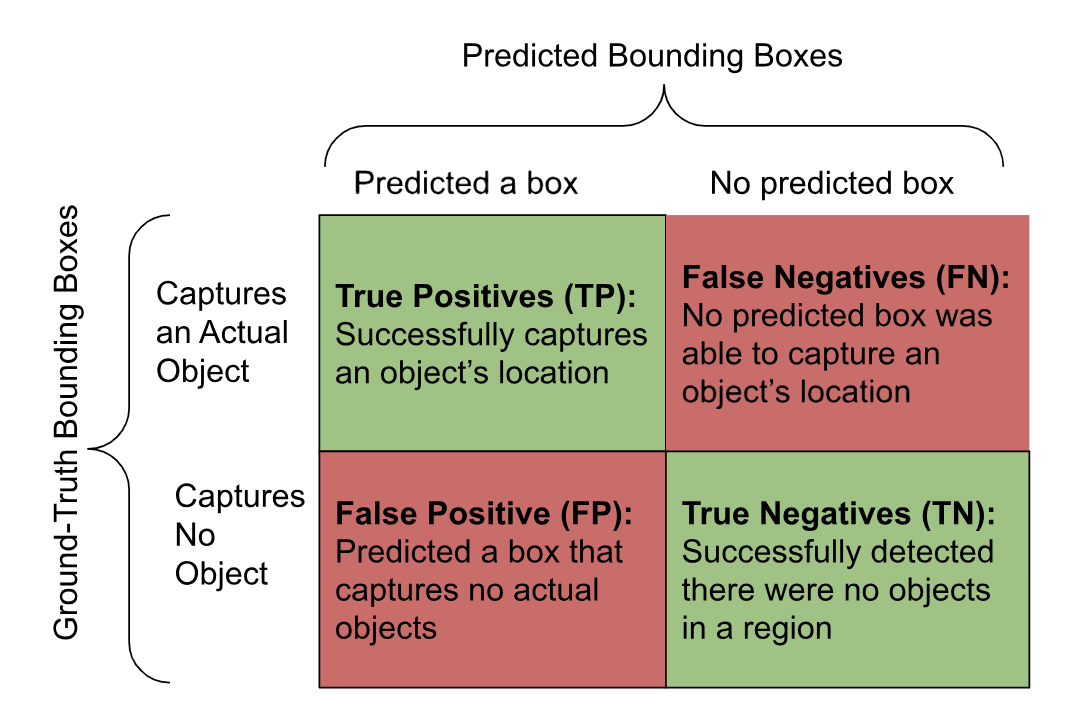 Predicted Bounding Boxes
Predicted a box
No predicted box
Ground-Truth Bounding Boxes
Captures
an Actual
Object
True Positives (TP):
Successfully captures
an object’s location
False Negatives (FN):
No predicted box was
able to capture an
object’s location
Captures
No
Object
False Positive (FP):
Predicted a box that
captures no actual
objects
True Negatives (TN):
Successfully detected
there were no objects
in a region